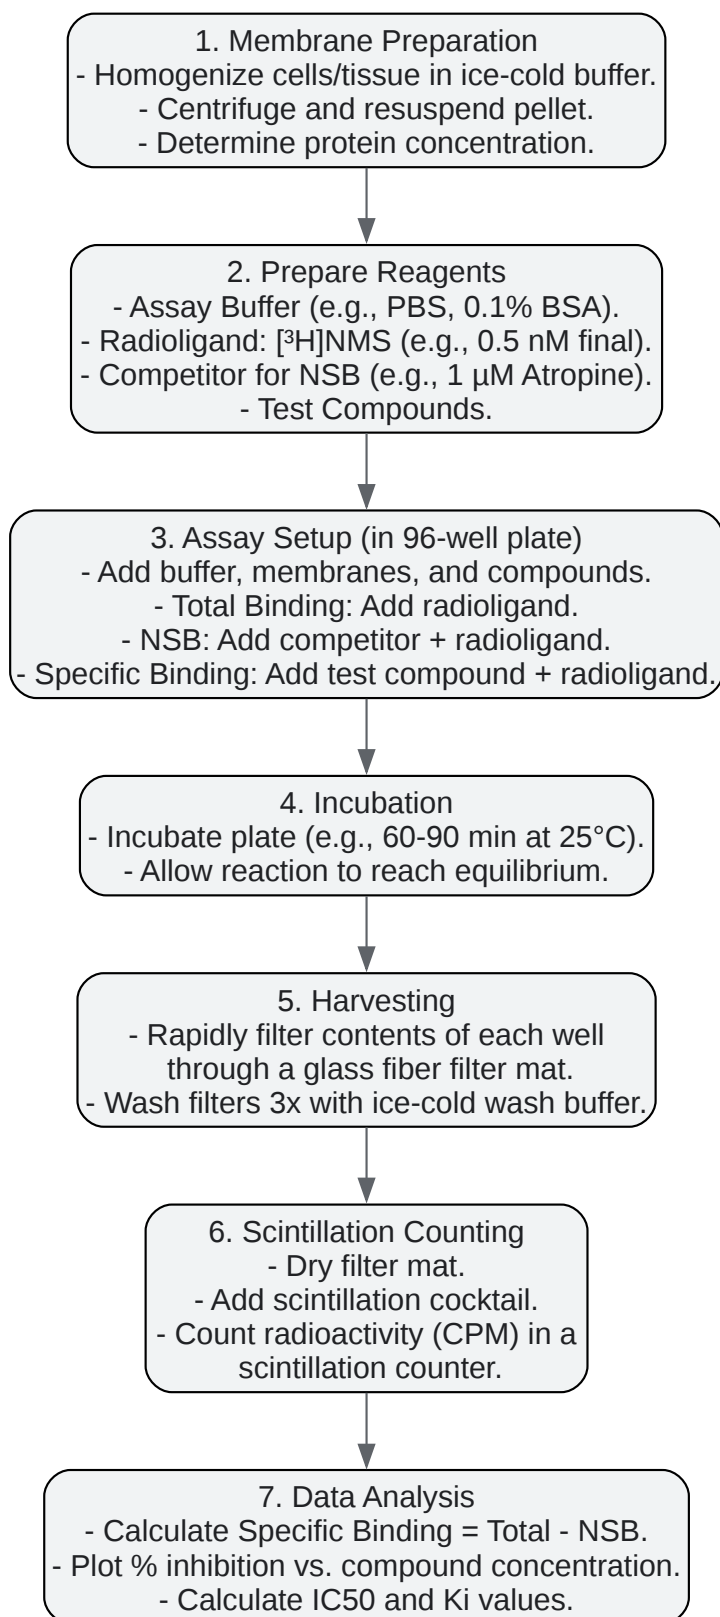 1. Membrane Preparation
- Homogenize cells/tissue in ice-cold buffer.
- Centrifuge and resuspend pellet.
- Determine protein concentration.
2. Prepare Reagents
- Assay Buffer (e.g., PBS, 0.1% BSA).
- Radioligand: [³H]NMS (e.g., 0.5 nM final).
- Competitor for NSB (e.g., 1 µM Atropine).
- Test Compounds.
3. Assay Setup (in 96-well plate)
- Add buffer, membranes, and compounds.
- Total Binding: Add radioligand.
- NSB: Add competitor + radioligand.
- Specific Binding: Add test compound + radioligand.
4. Incubation
- Incubate plate (e.g., 60-90 min at 25°C).
- Allow reaction to reach equilibrium.
5. Harvesting
- Rapidly filter contents of each well
through a glass fiber filter mat.
- Wash filters 3x with ice-cold wash buffer.
6. Scintillation Counting
- Dry filter mat.
- Add scintillation cocktail.
- Count radioactivity (CPM) in a
scintillation counter.
7. Data Analysis
- Calculate Specific Binding = Total - NSB.
- Plot % inhibition vs. compound concentration.
- Calculate IC50 and Ki values.